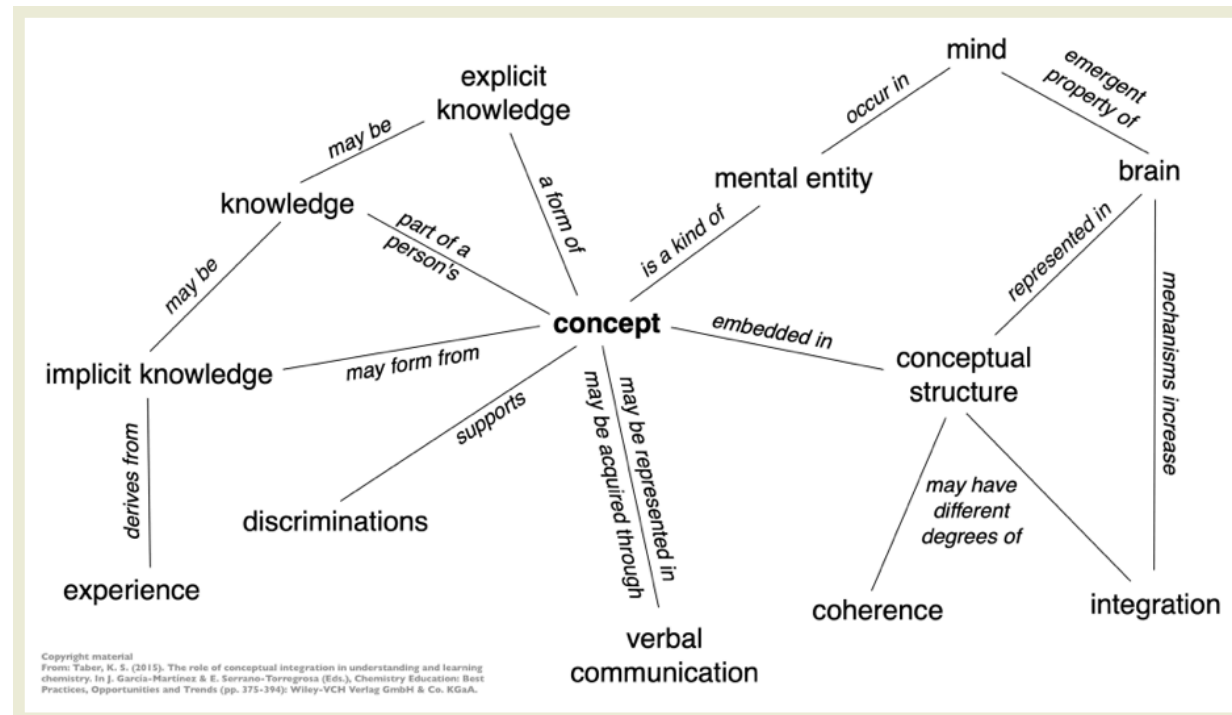 mind
emergent
property of
explicit
knowledge
occur in
may be
mental entity
brain
knowledge
a form of
part of a
person's
is a kind of
represented in
may be
concept
embedded in
mechanisms increase
implicit knowledge
may form from
conceptual
structure
supports
may be represented in
may be acquired through
derives from
may have
different
degrees of
discriminations
experience
coherence
integration
verbal
communication
Copyright material
From: Taber, K. S. (2015). The role of conceptual integration in understanding and learning
chemistry. In J. García-Martínez & E. Serrano-Torregrosa (Eds.), Chemistry Education: Best
Practices, Opportunities and Trends (pp. 375-394): Wiley-VCH Verlag GmbH & Co. KGaA.